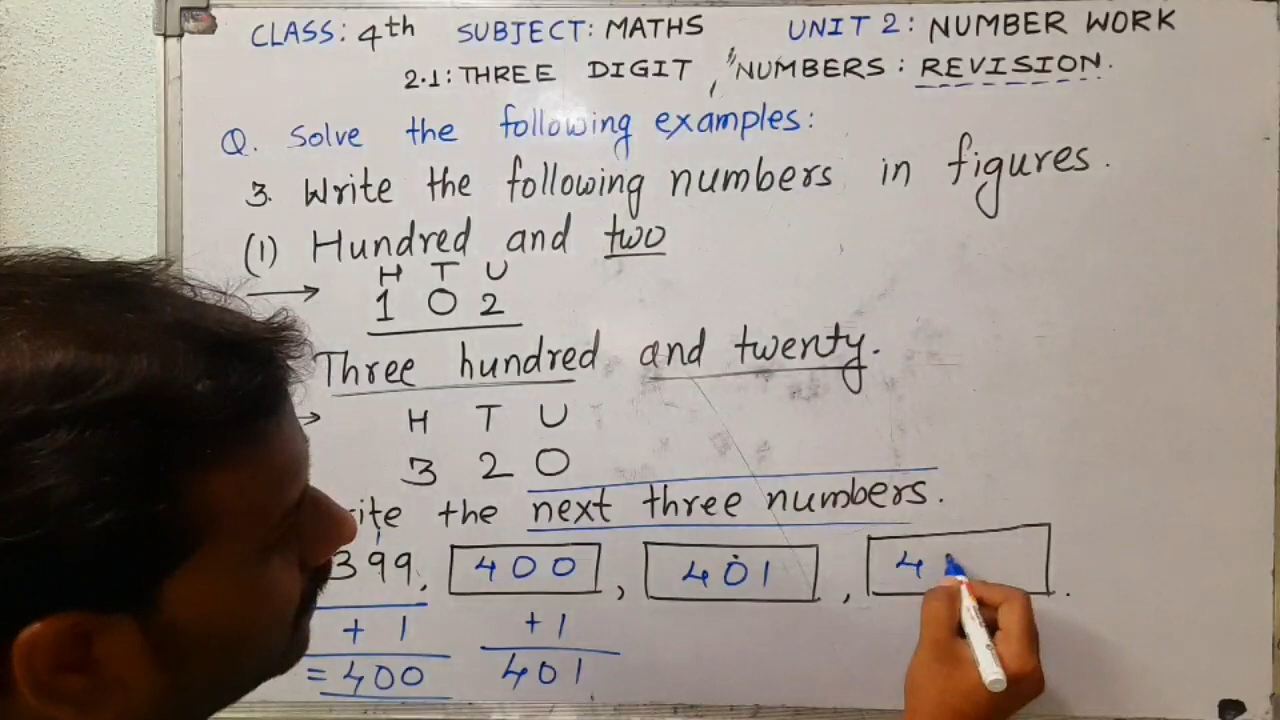 CLASS: 4th SUBJECT: MATHS UNIT 2: NUMBER WORK
2.1: THREE DIGIT NUMBERS: REVISION.
Q. Solve the following examples:
3. Write the following numbers in figures.
(1) Hundred and two
H T U
→ 1 0 2
Three hundred and twenty.
→ H T U
3 2 0
rite the next three numbers.
399, 400, 401, 4 .
+ 1 + 1
= 400 401